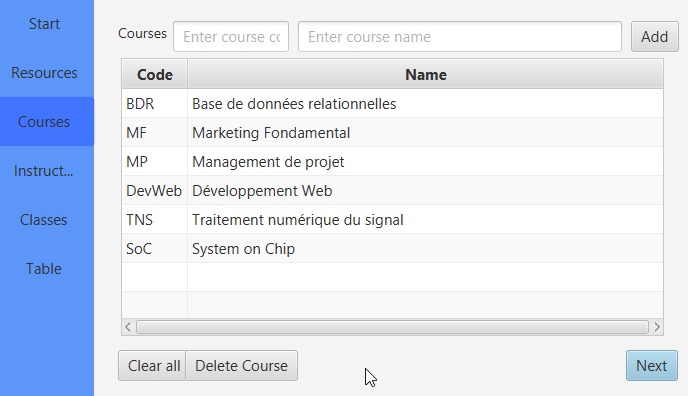 Start
Resources
Courses
Instruct...
Classes
Table
Courses Enter course cc Enter course name Add
Code Name
BDR Base de données relationnelles
MF Marketing Fondamental
MP Management de projet
DevWeb Développement Web
TNS Traitement numérique du signal
SoC System on Chip
Clear all Delete Course Next